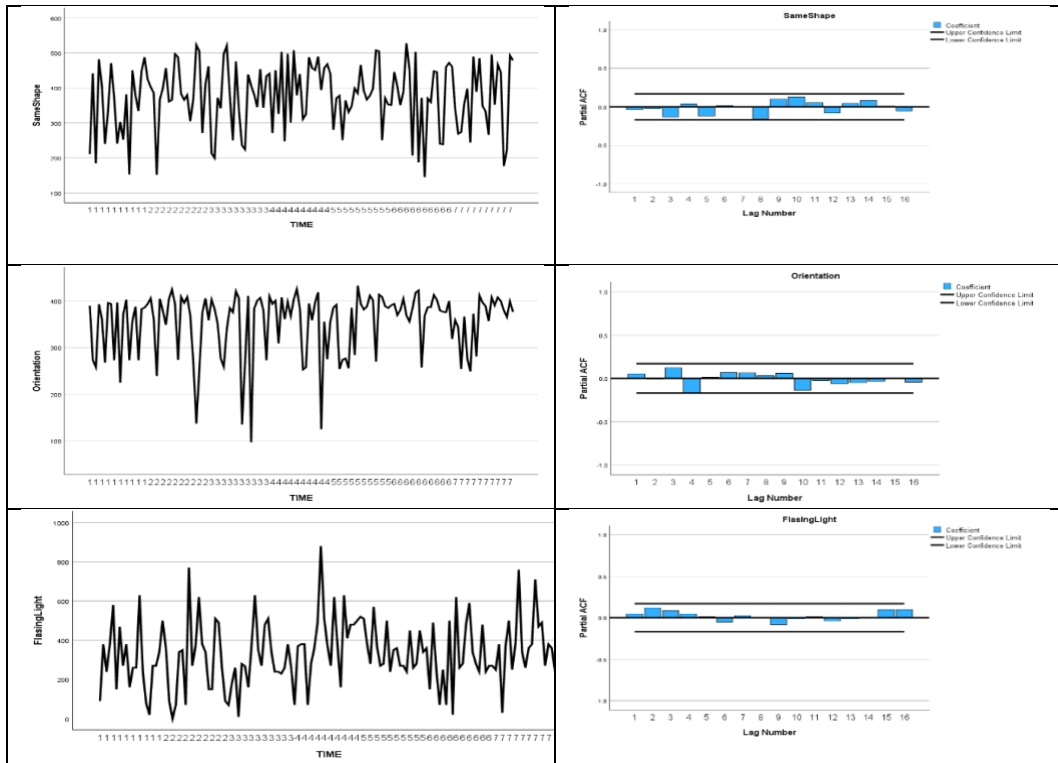 SameShape
600
500
400
300
200
100
TIME
SameShape
Coefficient
Upper Confidence Limit
Lower Confidence Limit
Partial ACF
1.0
0.5
0.0
-0.5
-1.0
1 2 3 4 5 6 7 8 9 10 11 12 13 14 15 16
Lag Number
Orientation
400
300
200
100
TIME
Orientation
Coefficient
Upper Confidence Limit
Lower Confidence Limit
Partial ACF
1.0
0.5
0.0
-0.5
-1.0
1 2 3 4 5 6 7 8 9 10 11 12 13 14 15 16
Lag Number
FlasingLight
1000
800
600
400
200
0
TIME
FlasingLight
Coefficient
Upper Confidence Limit
Lower Confidence Limit
Partial ACF
1.0
0.5
0.0
-0.5
-1.0
1 2 3 4 5 6 7 8 9 10 11 12 13 14 15 16
Lag Number